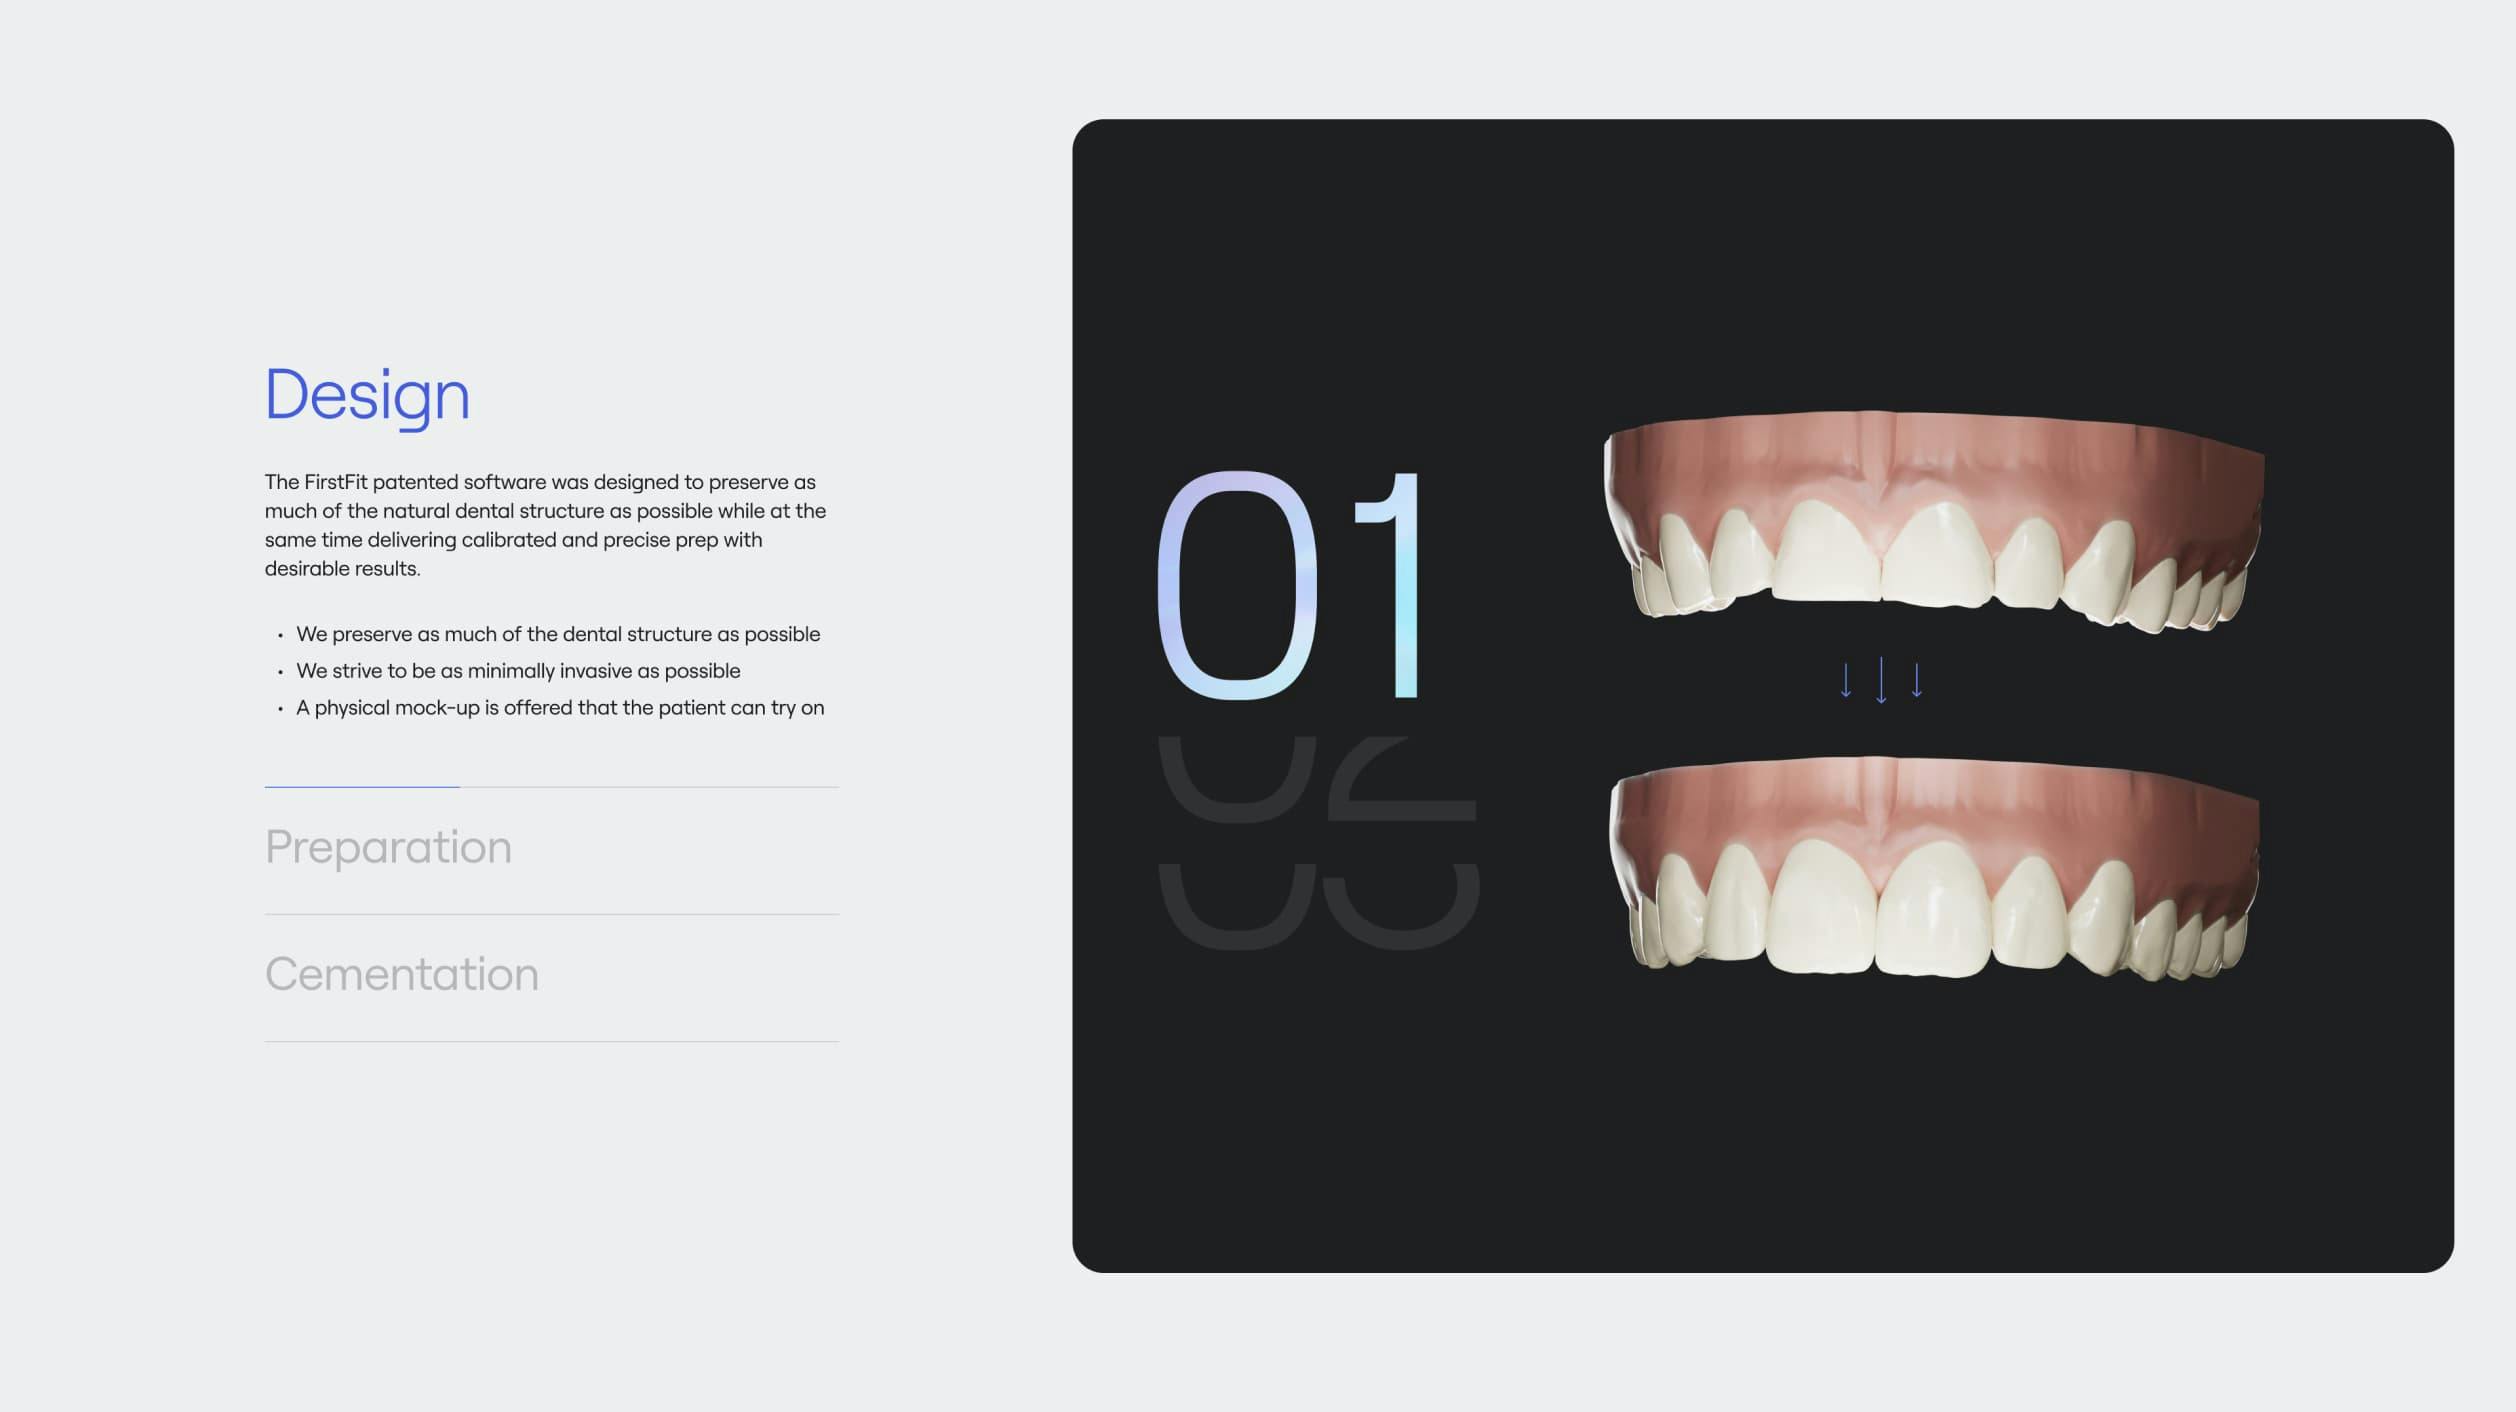 Design
The FirstFit patented software was designed to preserve as
much of the natural dental structure as possible while at the
same time delivering calibrated and precise prep with
desirable results.
• We preserve as much of the dental structure as possible
• We strive to be as minimally invasive as possible
• A physical mock-up is offered that the patient can try on
Preparation
Cementation
01